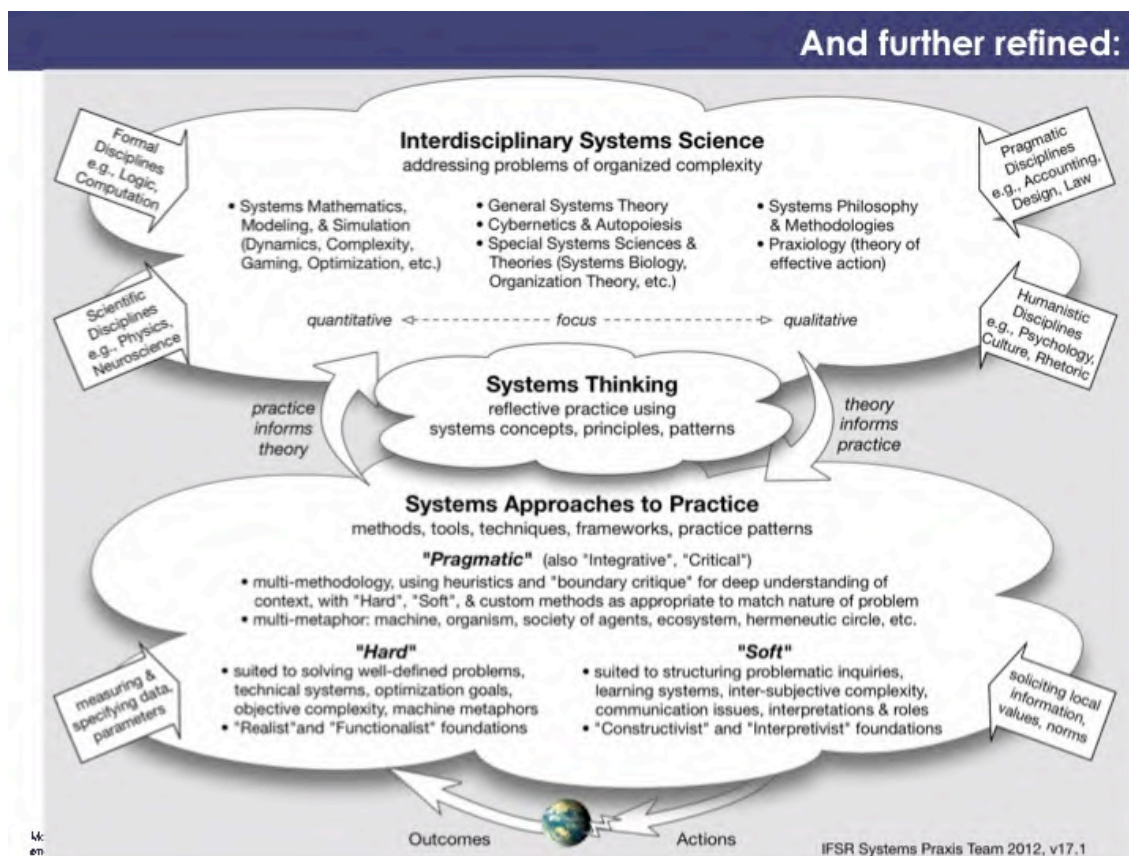 And further refined:
Formal
Disciplines
e.g., Logic,
Computation
Pragmatic
Disciplines
e.g., Accounting,
Design, Law
Interdisciplinary Systems Science
addressing problems of organized complexity
• Systems Mathematics,
Modeling, & Simulation
(Dynamics, Complexity,
Gaming, Optimization, etc.)
• General Systems Theory
• Cybernetics & Autopoiesis
• Special Systems Sciences &
Theories (Systems Biology,
Organization Theory, etc.)
• Systems Philosophy
& Methodologies
• Praxiology (theory of
effective action)
Scientific
Disciplines
e.g., Physics,
Neuroscience
Humanistic
Disciplines
e.g., Psychology,
Culture, Rhetoric
quantitative focus qualitative
Systems Thinking
reflective practice using
systems concepts, principles, patterns
practice
informs
theory
theory
informs
practice
Systems Approaches to Practice
methods, tools, techniques, frameworks, practice patterns
"Pragmatic" (also "Integrative", "Critical")
• multi-methodology, using heuristics and "boundary critique" for deep understanding of
context, with "Hard", "Soft", & custom methods as appropriate to match nature of problem
• multi-metaphor: machine, organism, society of agents, ecosystem, hermeneutic circle, etc.
"Hard"
• suited to solving well-defined problems,
technical systems, optimization goals,
objective complexity, machine metaphors
• "Realist"and "Functionalist" foundations
"Soft"
• suited to structuring problematic inquiries,
learning systems, inter-subjective complexity,
communication issues, interpretations & roles
• "Constructivist" and "Interpretivist" foundations
measuring &
specifying data,
parameters
soliciting local
information,
values, norms
Outcomes
Actions
IFSR Systems Praxis Team 2012, v17.1